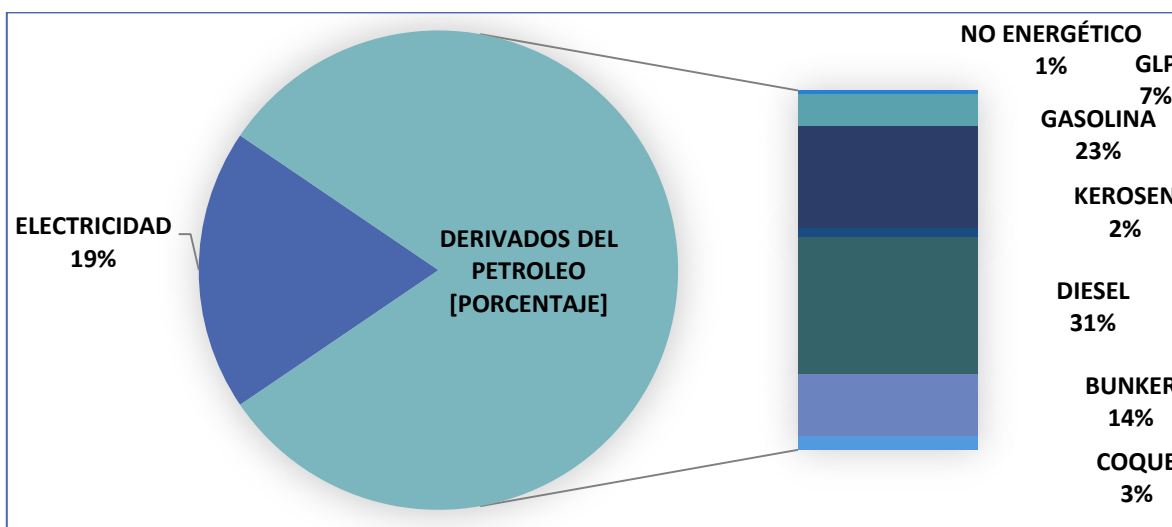 NO ENERGÉTICO
1%
GLP
7%
GASOLINA
23%
KEROSEN
2%
ELECTRICIDAD
19%
DERIVADOS DEL
PETROLEO
[PORCENTAJE]
DIESEL
31%
BUNKER
14%
COQUE
3%